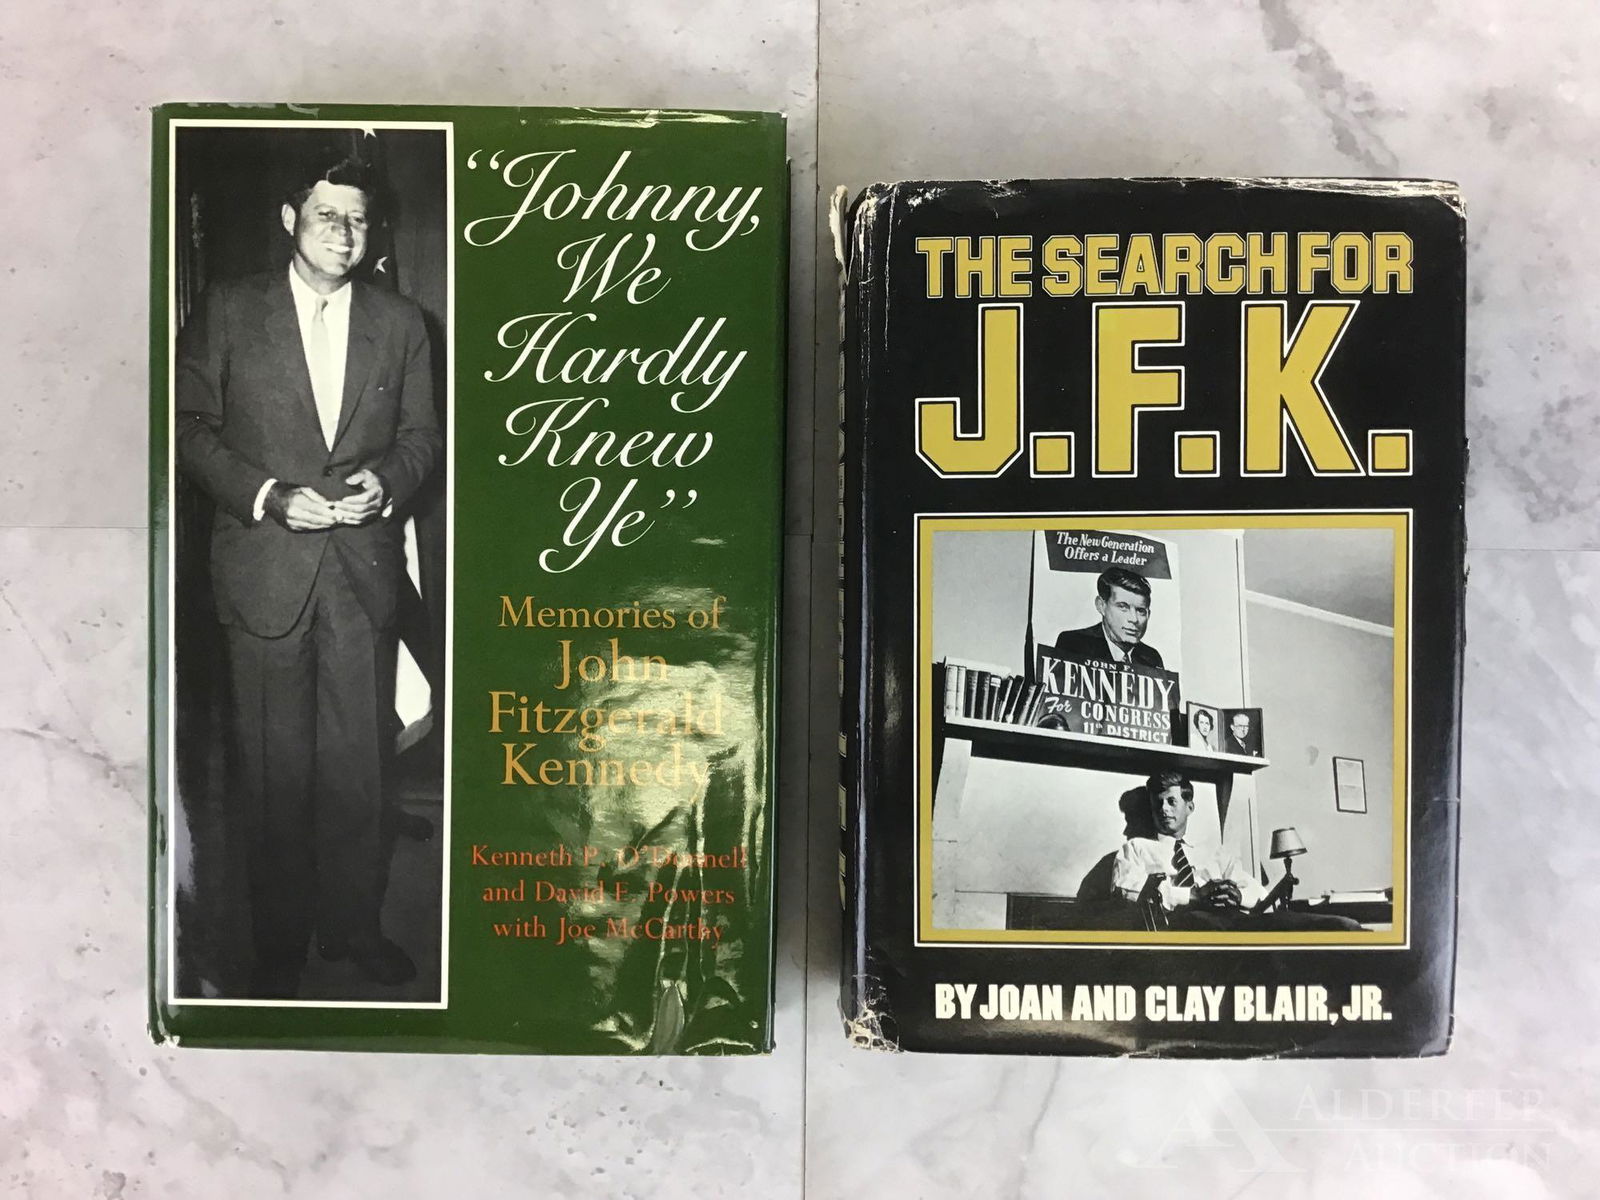 “Johnny,
We
Hardly
Knew
Ye”
Memories of
John
Fitzgerald
Kennedy
Kenneth P. O'Donnell
and David E. Powers
with Joe McCarthy
THE SEARCH FOR
J.F.K.
The New Generation
Offers a Leader
JOHN F.
KENNEDY
For CONGRESS
11th DISTRICT
BY JOAN AND CLAY BLAIR, JR.
ALDERFER
AUCTION